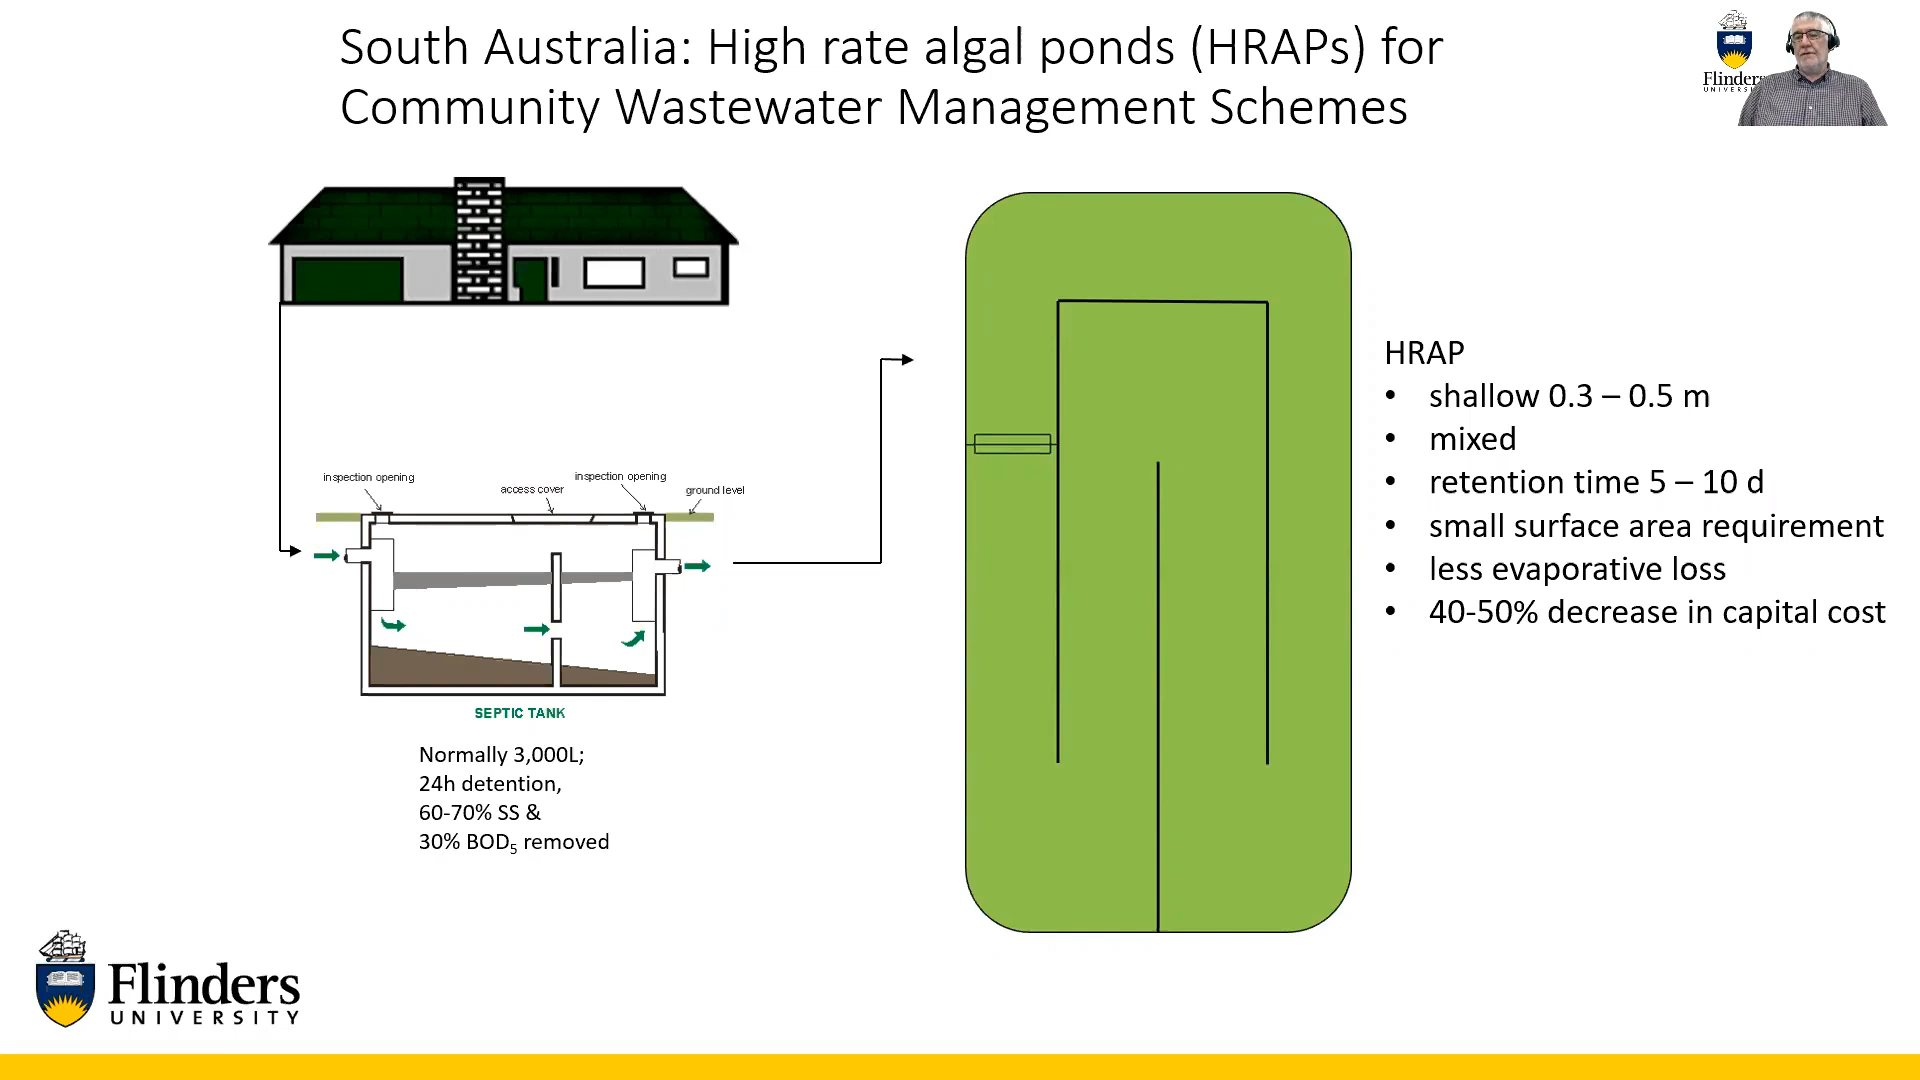 South Australia: High rate algal ponds (HRAPs) for
Community Wastewater Management Schemes
Flinders
UNIVERSITY
inspection opening
access cover
inspection opening
ground level
SEPTIC TANK
Normally 3,000L;
24h detention,
60-70% SS &
30% BOD5 removed
HRAP
• shallow 0.3 – 0.5 m
• mixed
• retention time 5 – 10 d
• small surface area requirement
• less evaporative loss
• 40-50% decrease in capital cost
Flinders
UNIVERSITY